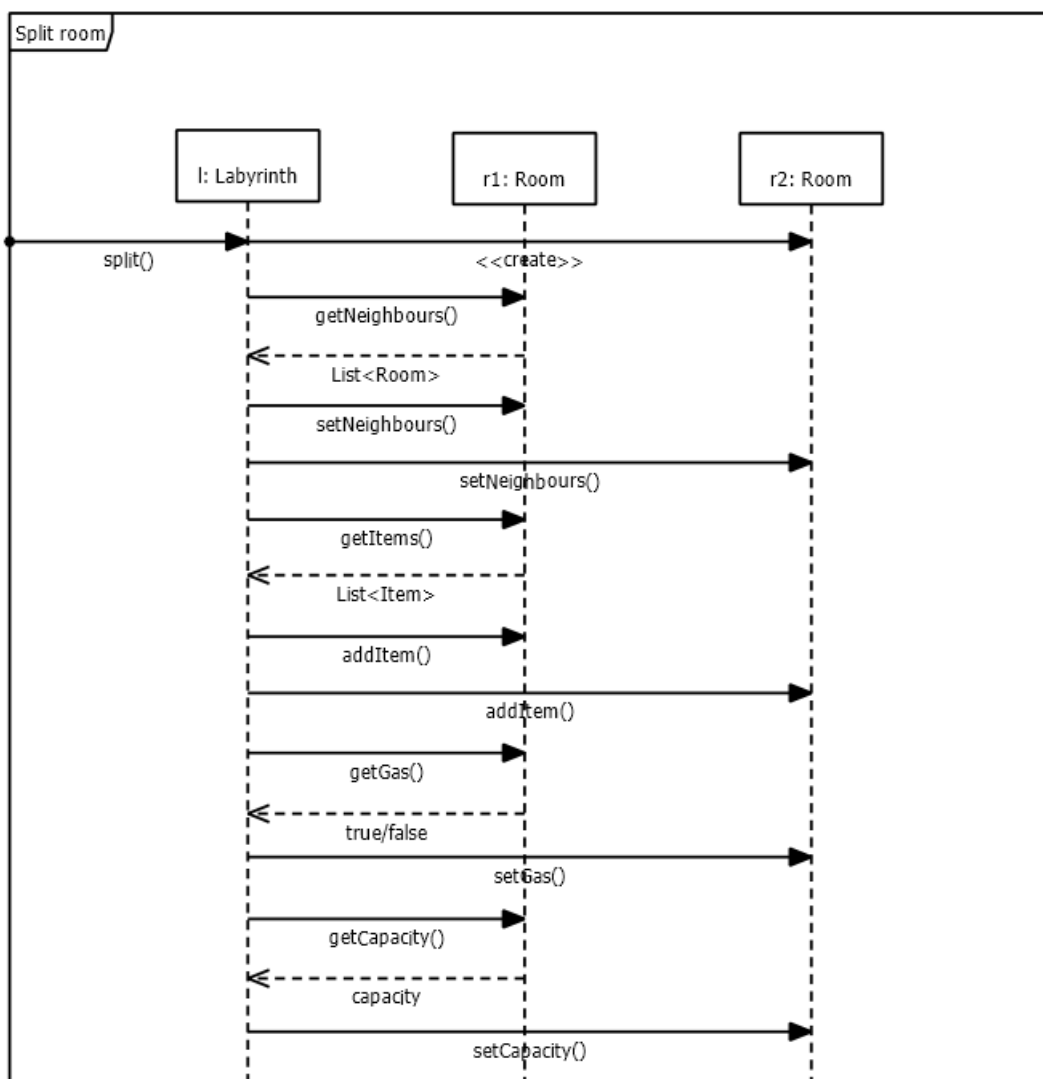 Split room
l: Labyrinth
r1: Room
r2: Room
split()
<<create>>
getNeighbours()
List<Room>
setNeighbours()
setNeighbours()
getItems()
List<Item>
addItem()
addItem()
getGas()
true/false
setGas()
getCapacity()
capacity
setCapacity()